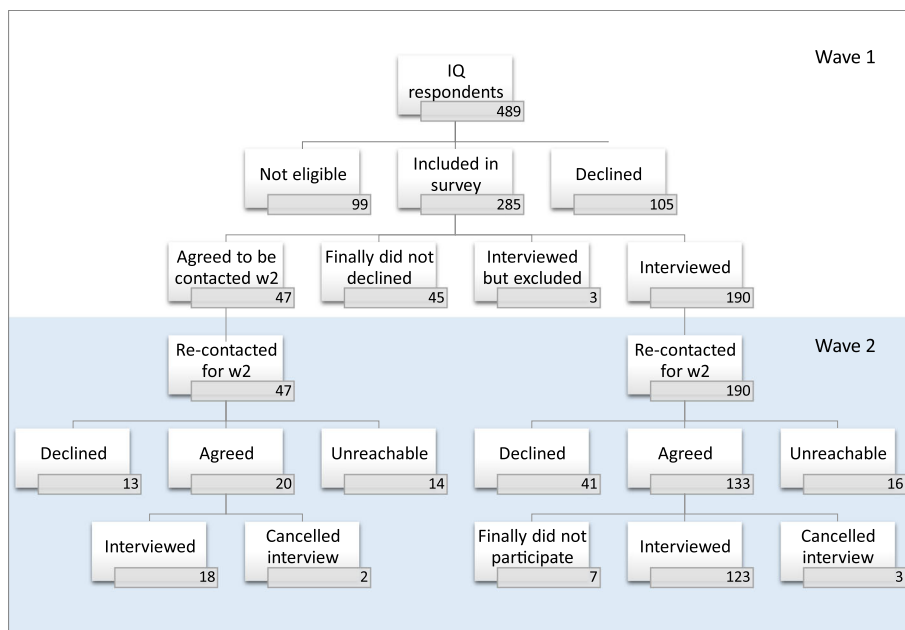 Wave 1
IQ
respondents
489
Not eligible
99
Included in
survey
285
Declined
105
Agreed to be
contacted w2
47
Finally did not
declined
45
Interviewed
but excluded
3
Interviewed
190
Wave 2
Re-contacted
for w2
47
Re-contacted
for w2
190
Declined
13
Agreed
20
Unreachable
14
Declined
41
Agreed
133
Unreachable
16
Interviewed
18
Cancelled
interview
2
Finally did not
participate
7
Interviewed
123
Cancelled
interview
3